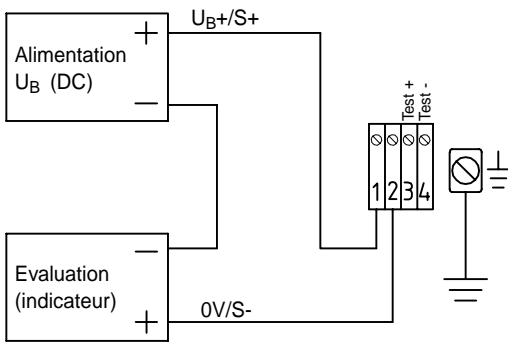 U_B+/S+
Alimentation
U_B (DC)
+
−
Test +
Test -
1 2 3 4
−
Evaluation
(indicateur)
+
0V/S-